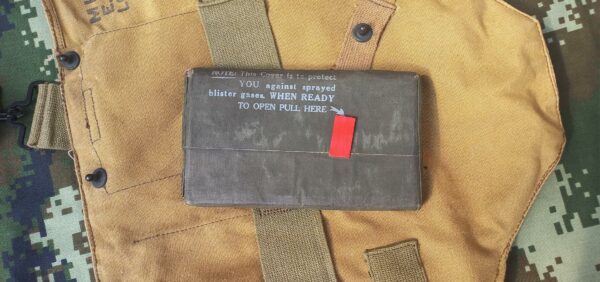 NOTE! This Cover is to protect
YOU against sprayed
blister gases. WHEN READY
TO OPEN PULL HERE